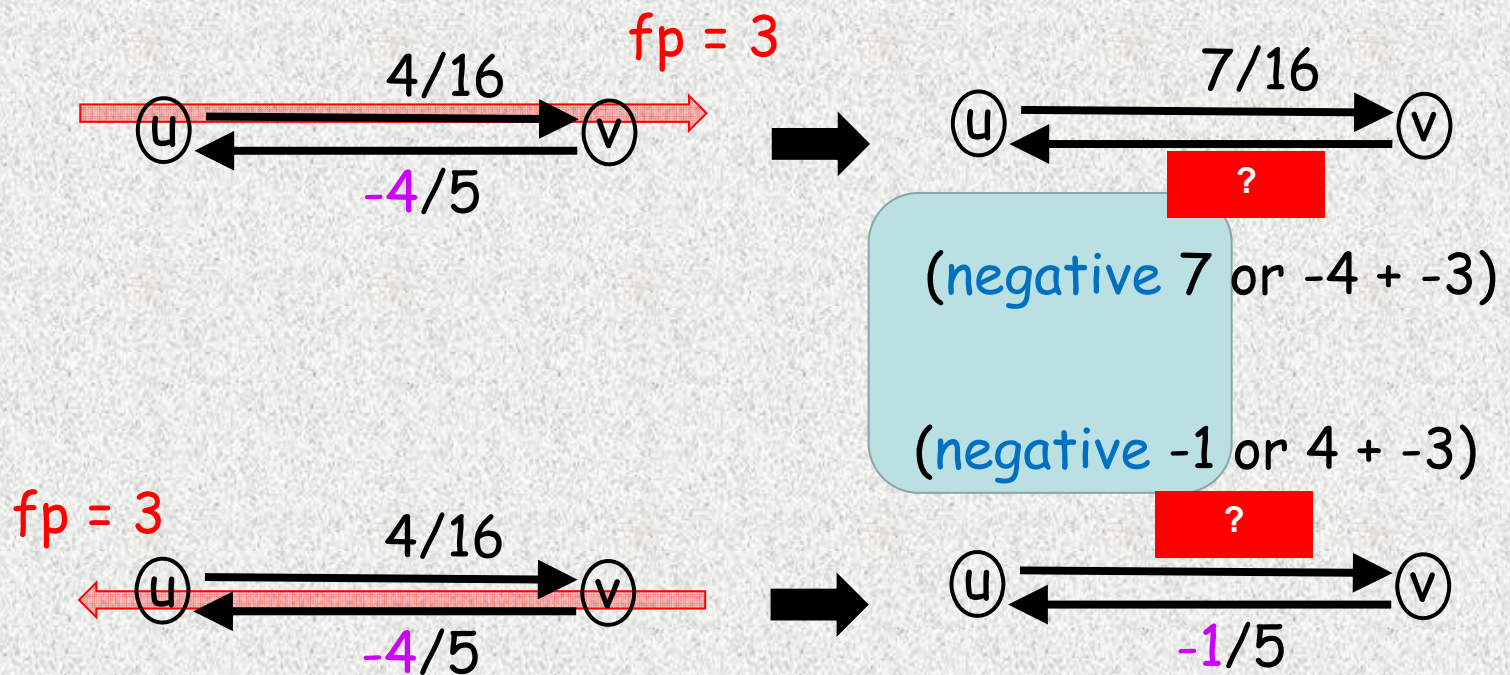 fp = 3
4/16
u
v
-4/5
7/16
u
v
?
(negative 7 or -4 + -3)
(negative -1 or 4 + -3)
fp = 3
4/16
u
v
-4/5
?
u
v
-1/5